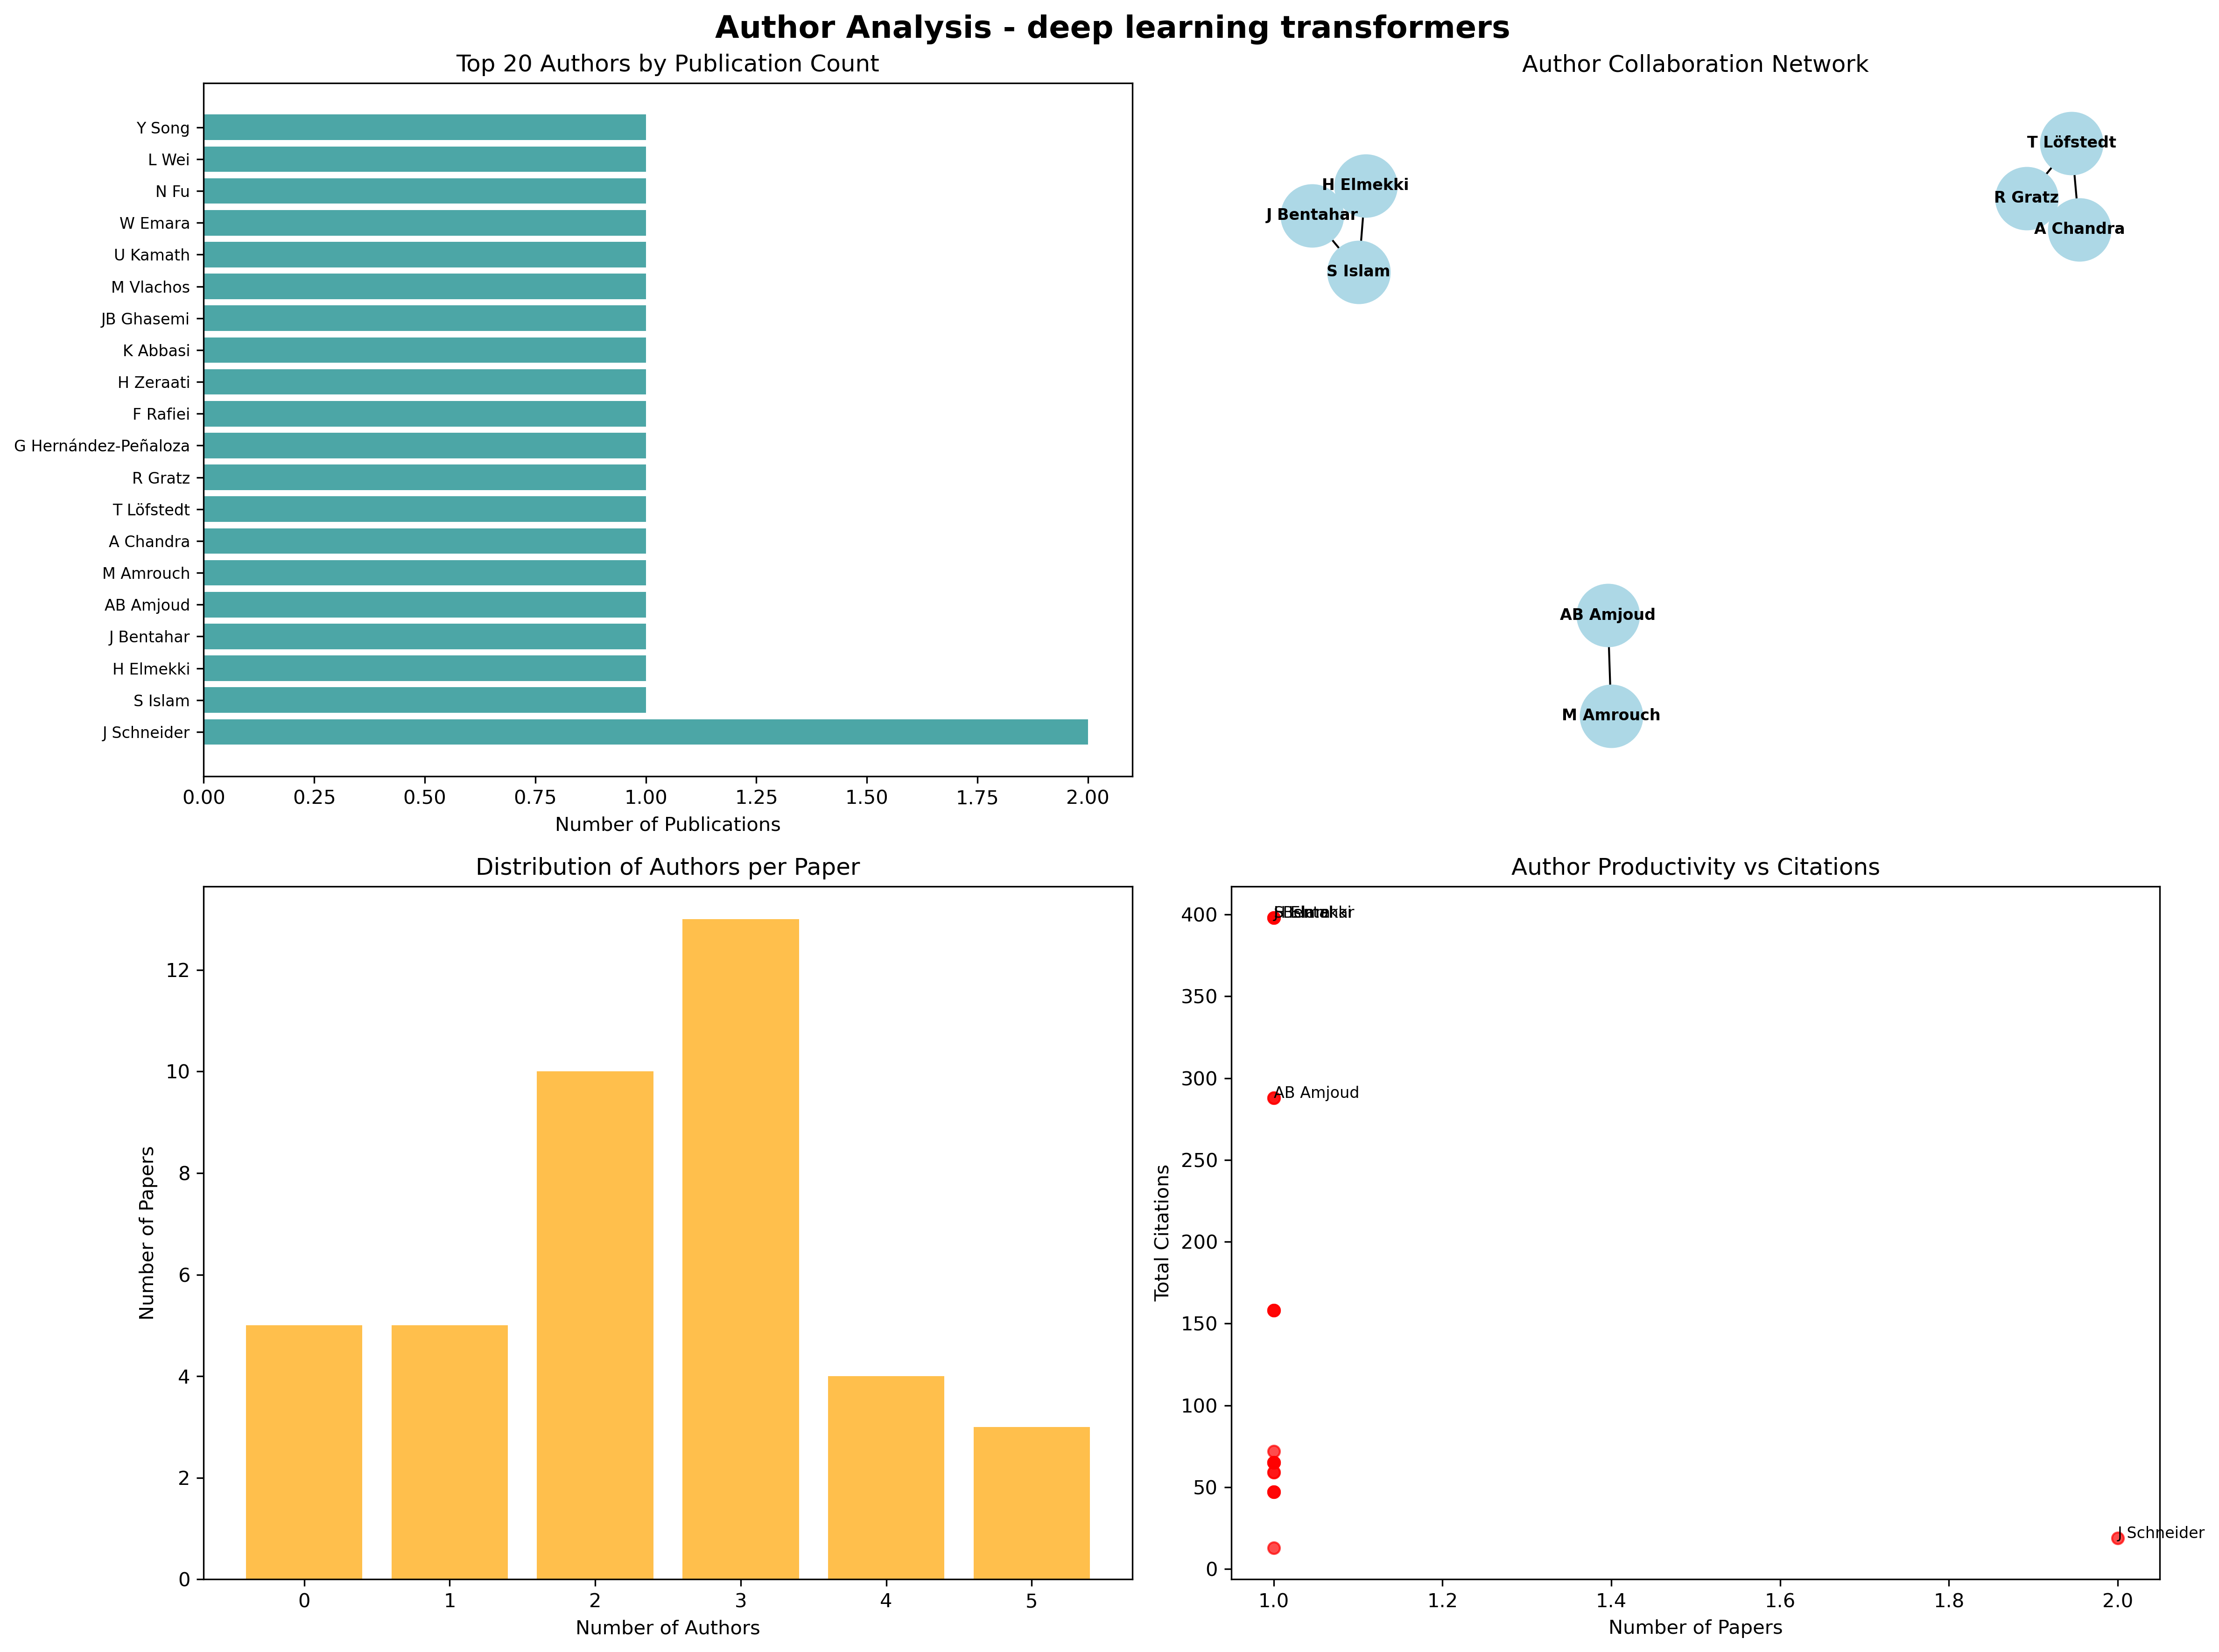 Author Analysis - deep learning transformers
Top 20 Authors by Publication Count
Y Song
L Wei
N Fu
W Emara
U Kamath
M Vlachos
JB Ghasemi
K Abbasi
H Zeraati
F Rafiei
G Hernández-Peñaloza
R Gratz
T Löfstedt
A Chandra
M Amrouch
AB Amjoud
J Bentahar
H Elmekki
S Islam
J Schneider
0.00 0.25 0.50 0.75 1.00 1.25 1.50 1.75 2.00
Number of Publications
Author Collaboration Network
T Löfstedt
H Elmekki
R Gratz
J Bentahar
A Chandra
S Islam
AB Amjoud
M Amrouch
Distribution of Authors per Paper
Number of Papers
12
10
8
6
4
2
0
0 1 2 3 4 5
Number of Authors
Author Productivity vs Citations
Total Citations
400
350
300
250
200
150
100
50
0
AB Amjoud
J Schneider
1.0 1.2 1.4 1.6 1.8 2.0
Number of Papers